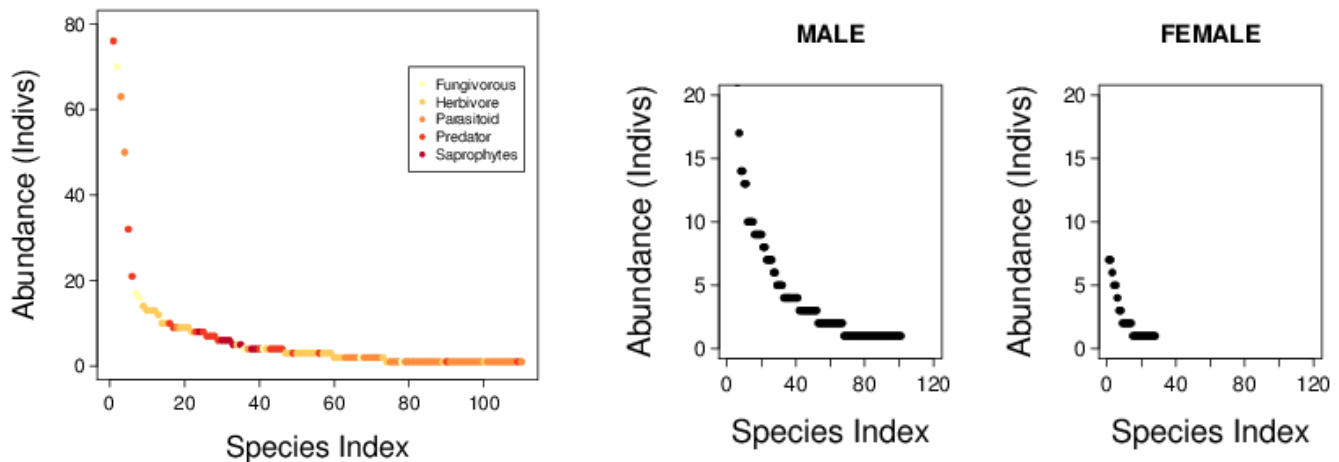 80
60
40
20
0
Abundance (Indivs)
Fungivorous
Herbivore
Parasitoid
Predator
Saprophytes
0 20 40 60 80 100
Species Index
MALE
20
15
10
5
0
Abundance (Indivs)
0 40 80 120
Species Index
FEMALE
20
15
10
5
0
Abundance (Indivs)
0 40 80 120
Species Index